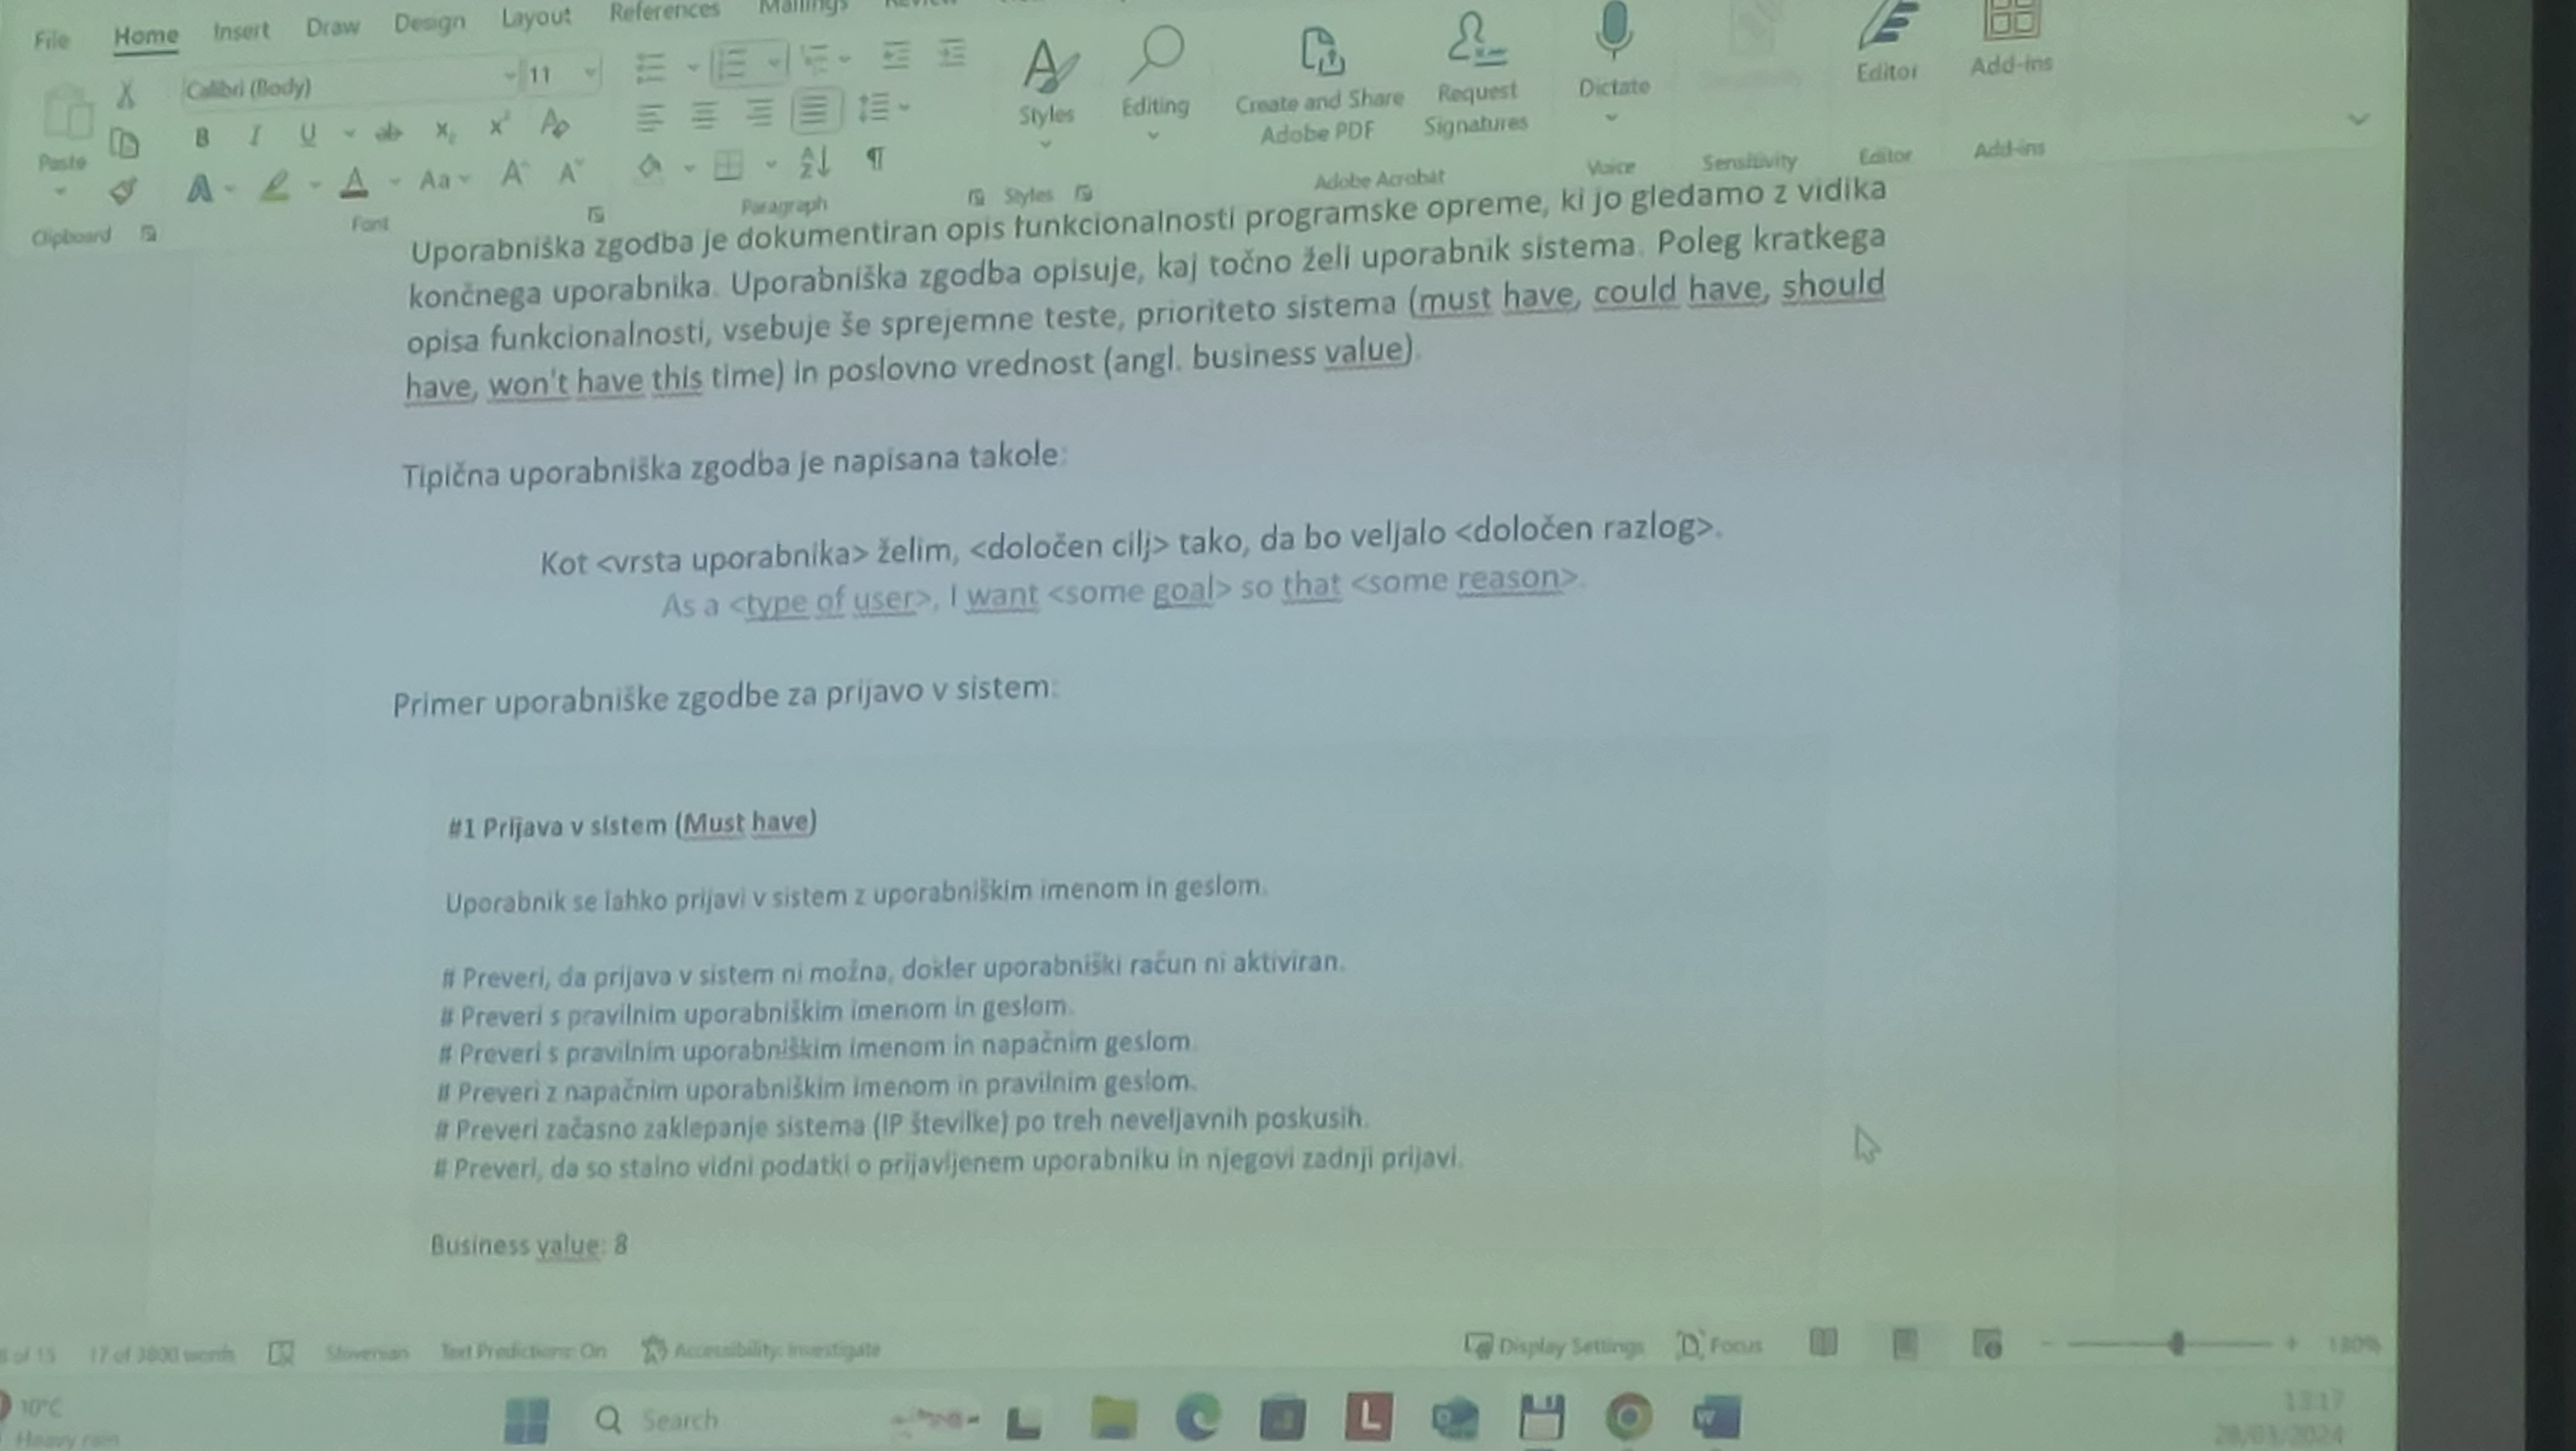 File Home Insert Draw Design Layout References Mailings
Calibri (Body) 11
Paste
Clipboard
Font
Paragraph
Styles
Styles
Editing
Create and Share
Adobe PDF
Request
Signatures
Adobe Acrobat
Dictate
Voice
Sensitivity
Editor
Editor
Add-ins
Add-ins
Uporabniška zgodba je dokumentiran opis funkcionalnosti programske opreme, ki jo gledamo z vidika
končnega uporabnika. Uporabniška zgodba opisuje, kaj točno želi uporabnik sistema. Poleg kratkega
opisa funkcionalnosti, vsebuje še sprejemne teste, prioriteto sistema (must have, could have, should
have, won't have this time) in poslovno vrednost (angl. business value).
Tipična uporabniška zgodba je napisana takole:
Kot <vrsta uporabnika> želim, <določen cilj> tako, da bo veljalo <določen razlog>.
As a <type of user>, I want <some goal> so that <some reason>.
Primer uporabniške zgodbe za prijavo v sistem:
#1 Prijava v sistem (Must have)
Uporabnik se lahko prijavi v sistem z uporabniškim imenom in geslom.
# Preveri, da prijava v sistem ni možna, dokler uporabniški račun ni aktiviran.
# Preveri s pravilnim uporabniškim imenom in geslom.
# Preveri s pravilnim uporabniškim imenom in napačnim geslom.
# Preveri z napačnim uporabniškim imenom in pravilnim geslom.
# Preveri začasno zaklepanje sistema (IP številke) po treh neveljavnih poskusih.
# Preveri, da so stalno vidni podatki o prijavljenem uporabniku in njegovi zadnji prijavi.
Business value: 8
of 15 17 of 3800 words Slovenian Text Predictions: On Accessibility: Investigate Display Settings Focus 130%
10°C
Heavy rain
Search
13:17
28/03/2024